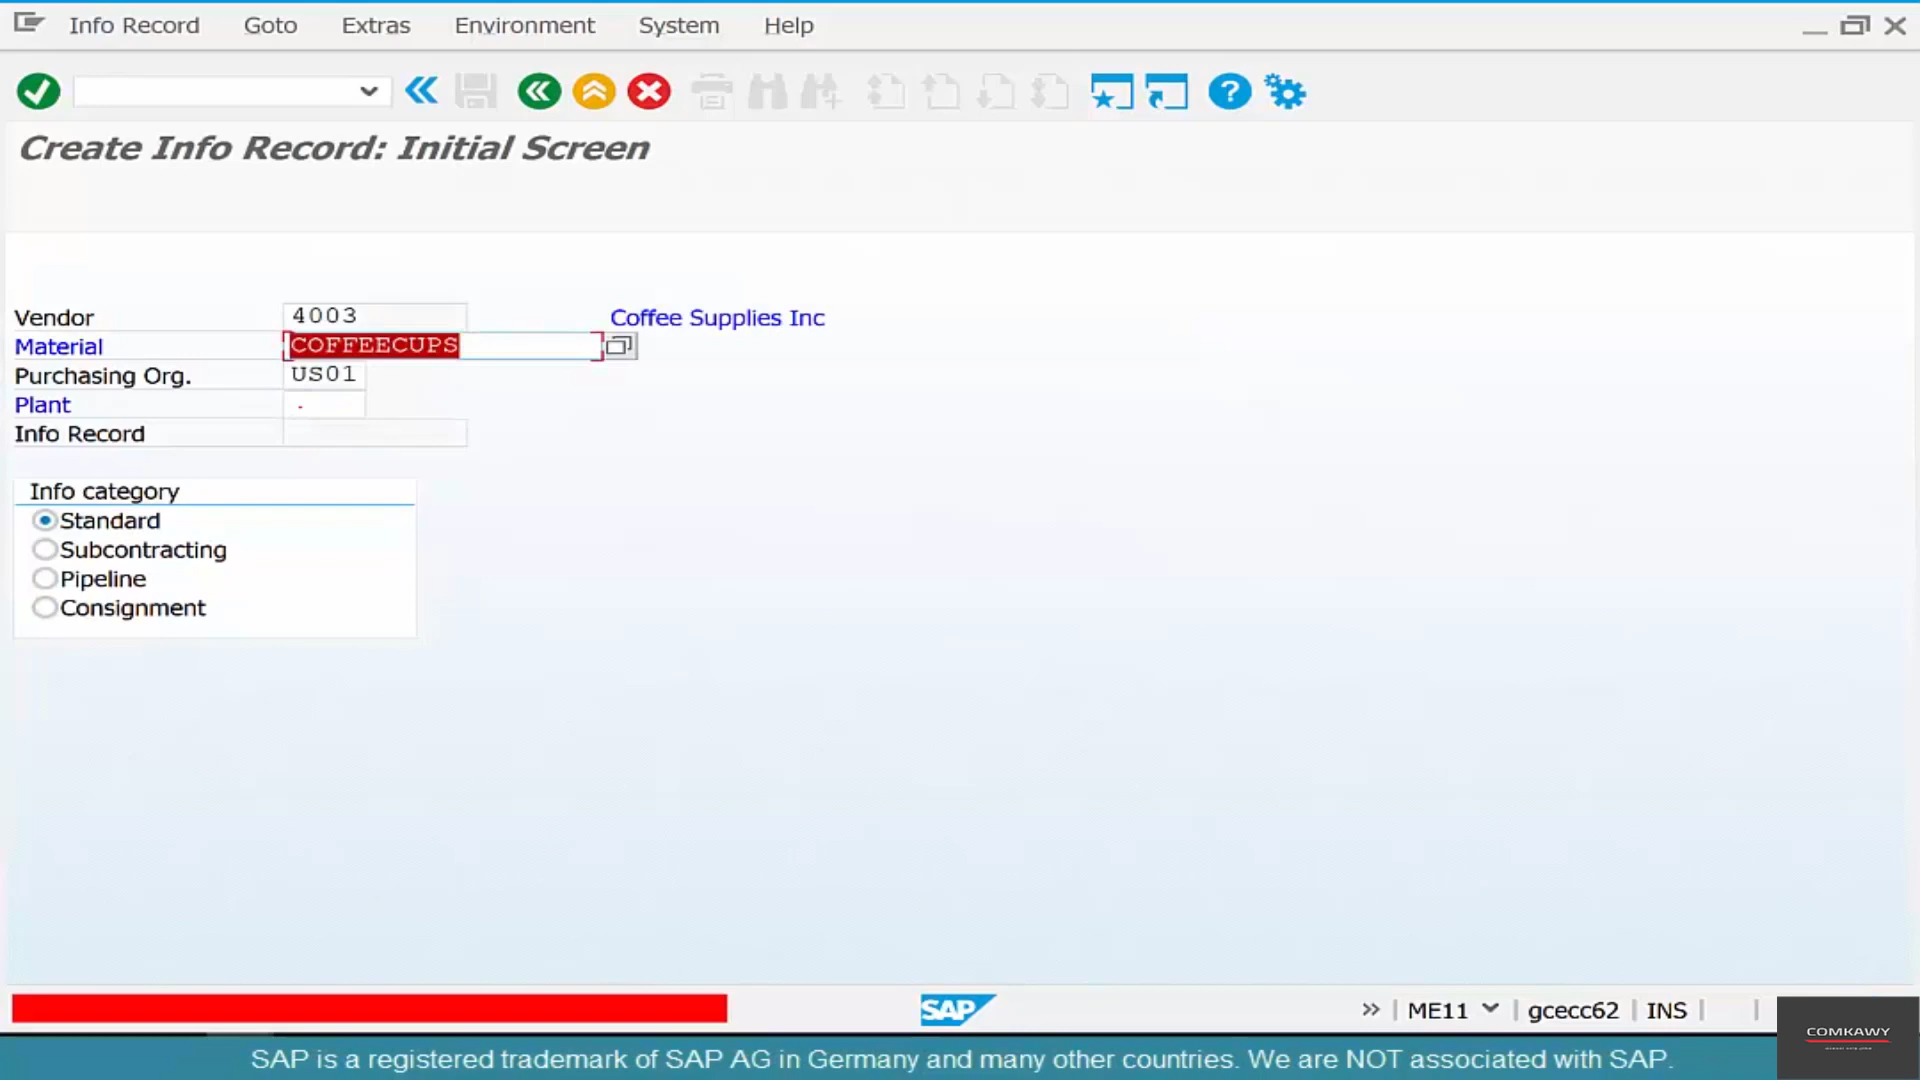 Info Record Goto Extras Environment System Help
Create Info Record: Initial Screen
Vendor 4003 Coffee Supplies Inc
Material COFFEECUPS
Purchasing Org. US01
Plant
Info Record
Info category
Standard
Subcontracting
Pipeline
Consignment
SAP ME11 gcecc62 INS
COMKAWY
SAP is a registered trademark of SAP AG in Germany and many other countries. We are NOT associated with SAP.